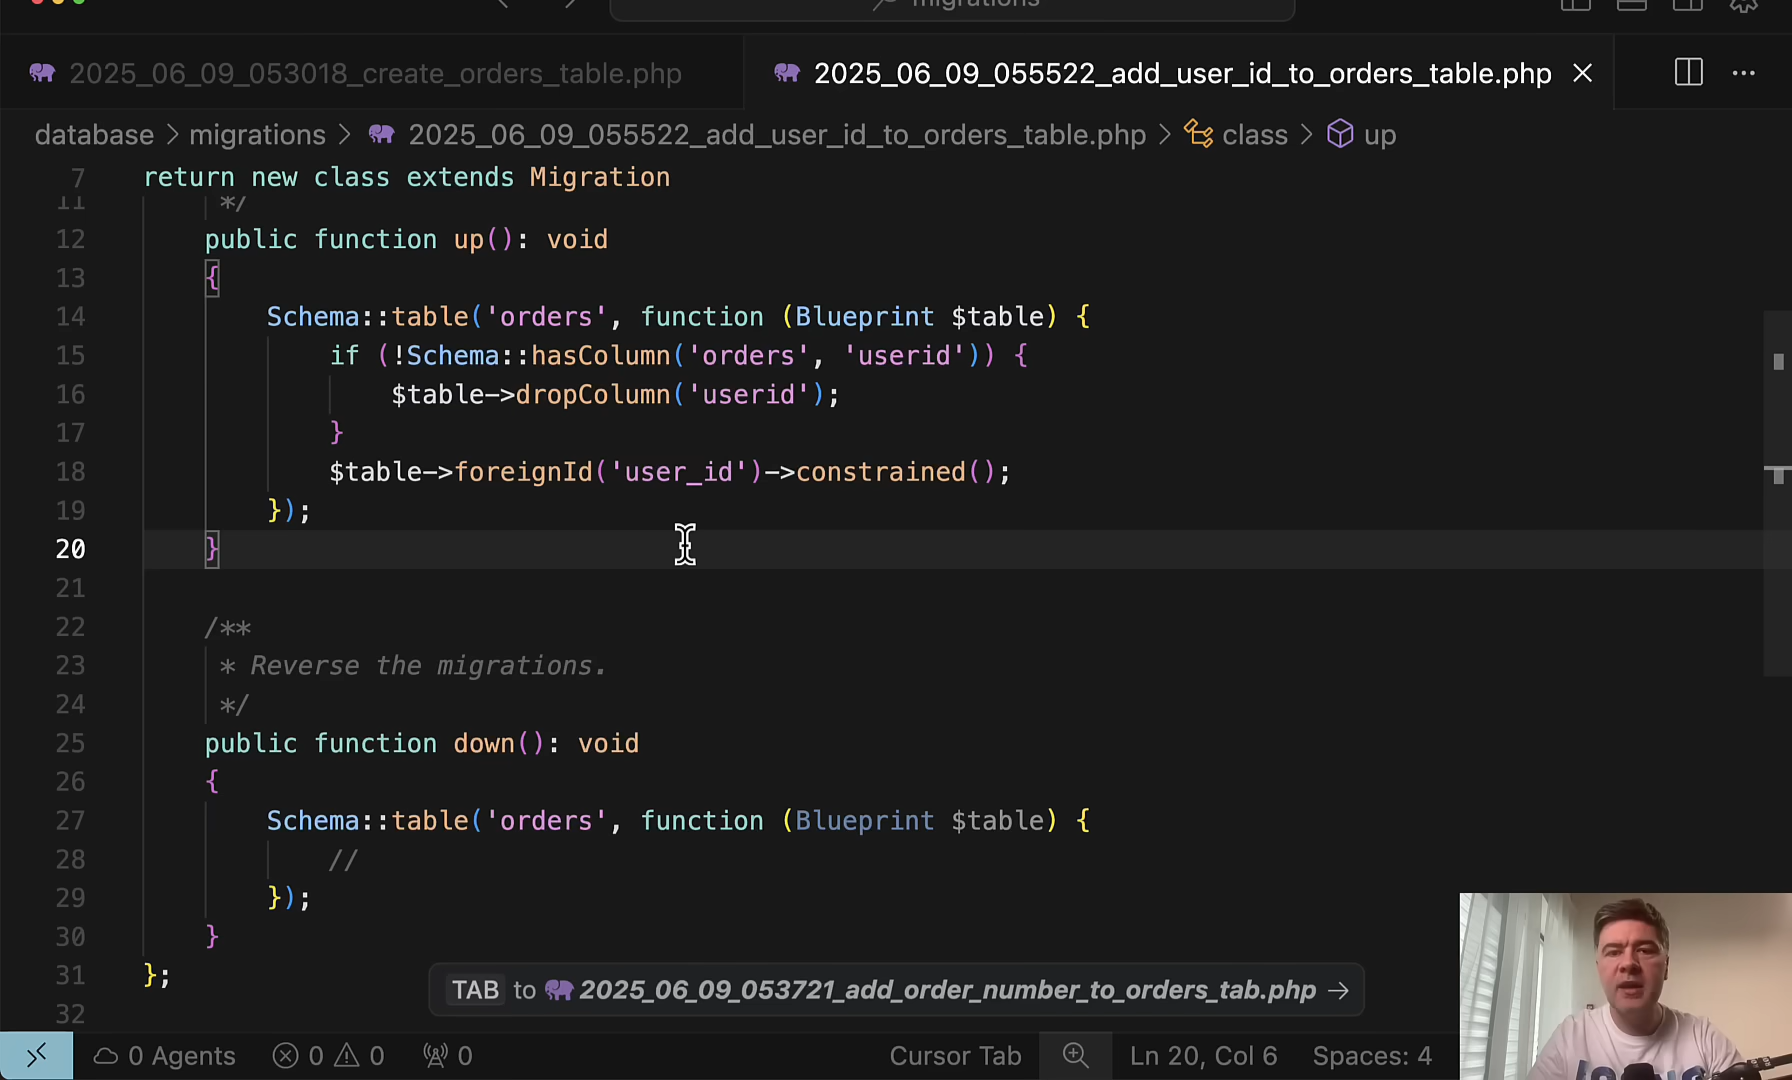 migrations
2025_06_09_053018_create_orders_table.php
2025_06_09_055522_add_user_id_to_orders_table.php
database > migrations > 2025_06_09_055522_add_user_id_to_orders_table.php > class > up
7 return new class extends Migration
11 */
12 public function up(): void
13 {
14 Schema::table('orders', function (Blueprint $table) {
15 if (!Schema::hasColumn('orders', 'userid')) {
16 $table->dropColumn('userid');
17 }
18 $table->foreignId('user_id')->constrained();
19 });
20 }
21
22 /**
23 * Reverse the migrations.
24 */
25 public function down(): void
26 {
27 Schema::table('orders', function (Blueprint $table) {
28 //
29 });
30 }
31 };
TAB to 2025_06_09_053721_add_order_number_to_orders_tab.php →
32
0 Agents 0 0 0 Cursor Tab Ln 20, Col 6 Spaces: 4